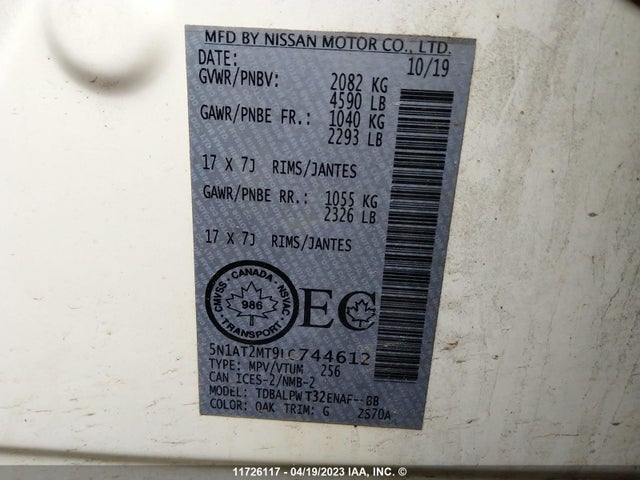 MFD BY NISSAN MOTOR CO., LTD.
DATE: 10/19
GVWR/PNBV: 2082 KG
4590 LB
GAWR/PNBE FR.: 1040 KG
2293 LB
17 X 7J RIMS/JANTES
GAWR/PNBE RR.: 1055 KG
2326 LB
17 X 7J RIMS/JANTES
CMVSS · CANADA · NSVAC
986
TRANSPORT
EC
5N1AT2MT9LC744612
TYPE: MPV/VTUM 256
CAN ICES-2/NMB-2
MODEL: TDBALPW T32ENAF--BB
COLOR: QAK TRIM: G 2S70A
11726117 - 04/19/2023 IAA, INC. ©